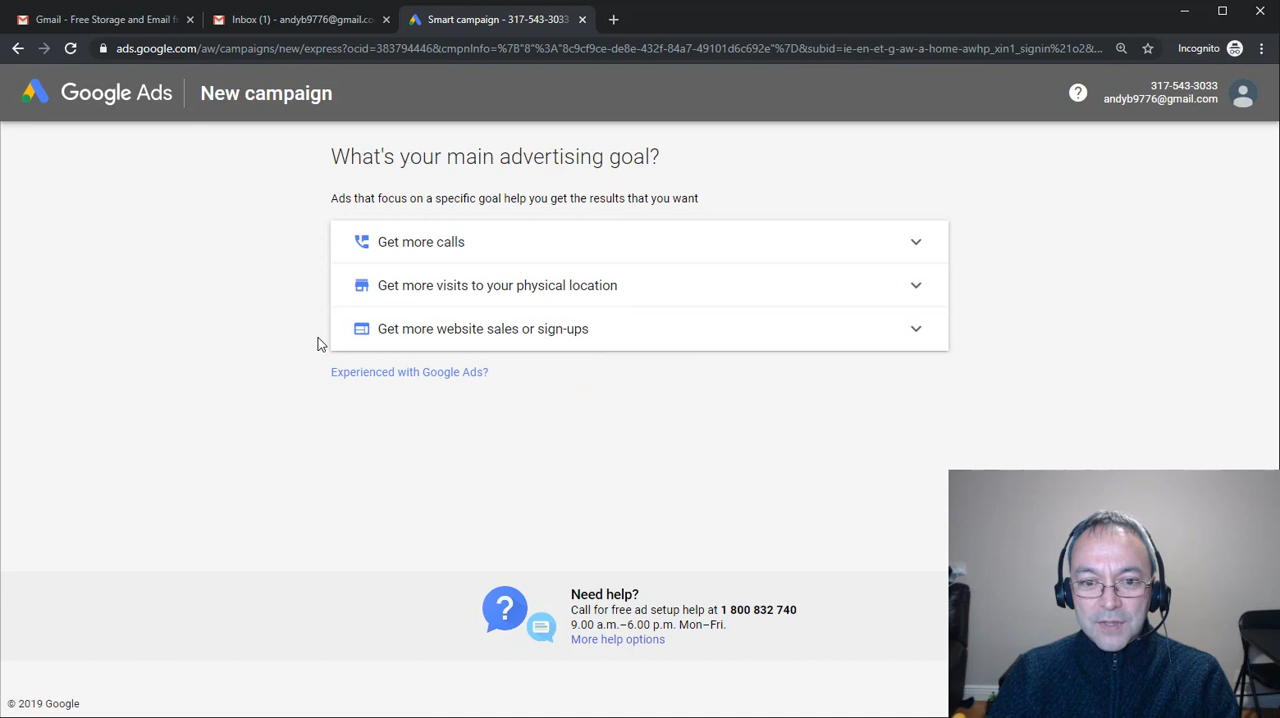 Gmail - Free Storage and Email f
Inbox (1) - andyb9776@gmail.co
Smart campaign - 317-543-3033
ads.google.com/aw/campaigns/new/express?ocid=383794446&cmpnInfo=%7B"8"%3A"8c9cf9ce-de8e-432f-84a7-49101d6c692e"%7D&subid=ie-en-et-g-aw-a-home-awhp_xin1_signin%21o2&...
Incognito
Google Ads
New campaign
317-543-3033
andyb9776@gmail.com
What's your main advertising goal?
Ads that focus on a specific goal help you get the results that you want
Get more calls
Get more visits to your physical location
Get more website sales or sign-ups
Experienced with Google Ads?
Need help?
Call for free ad setup help at 1 800 832 740
9.00 a.m.–6.00 p.m. Mon–Fri.
More help options
© 2019 Google